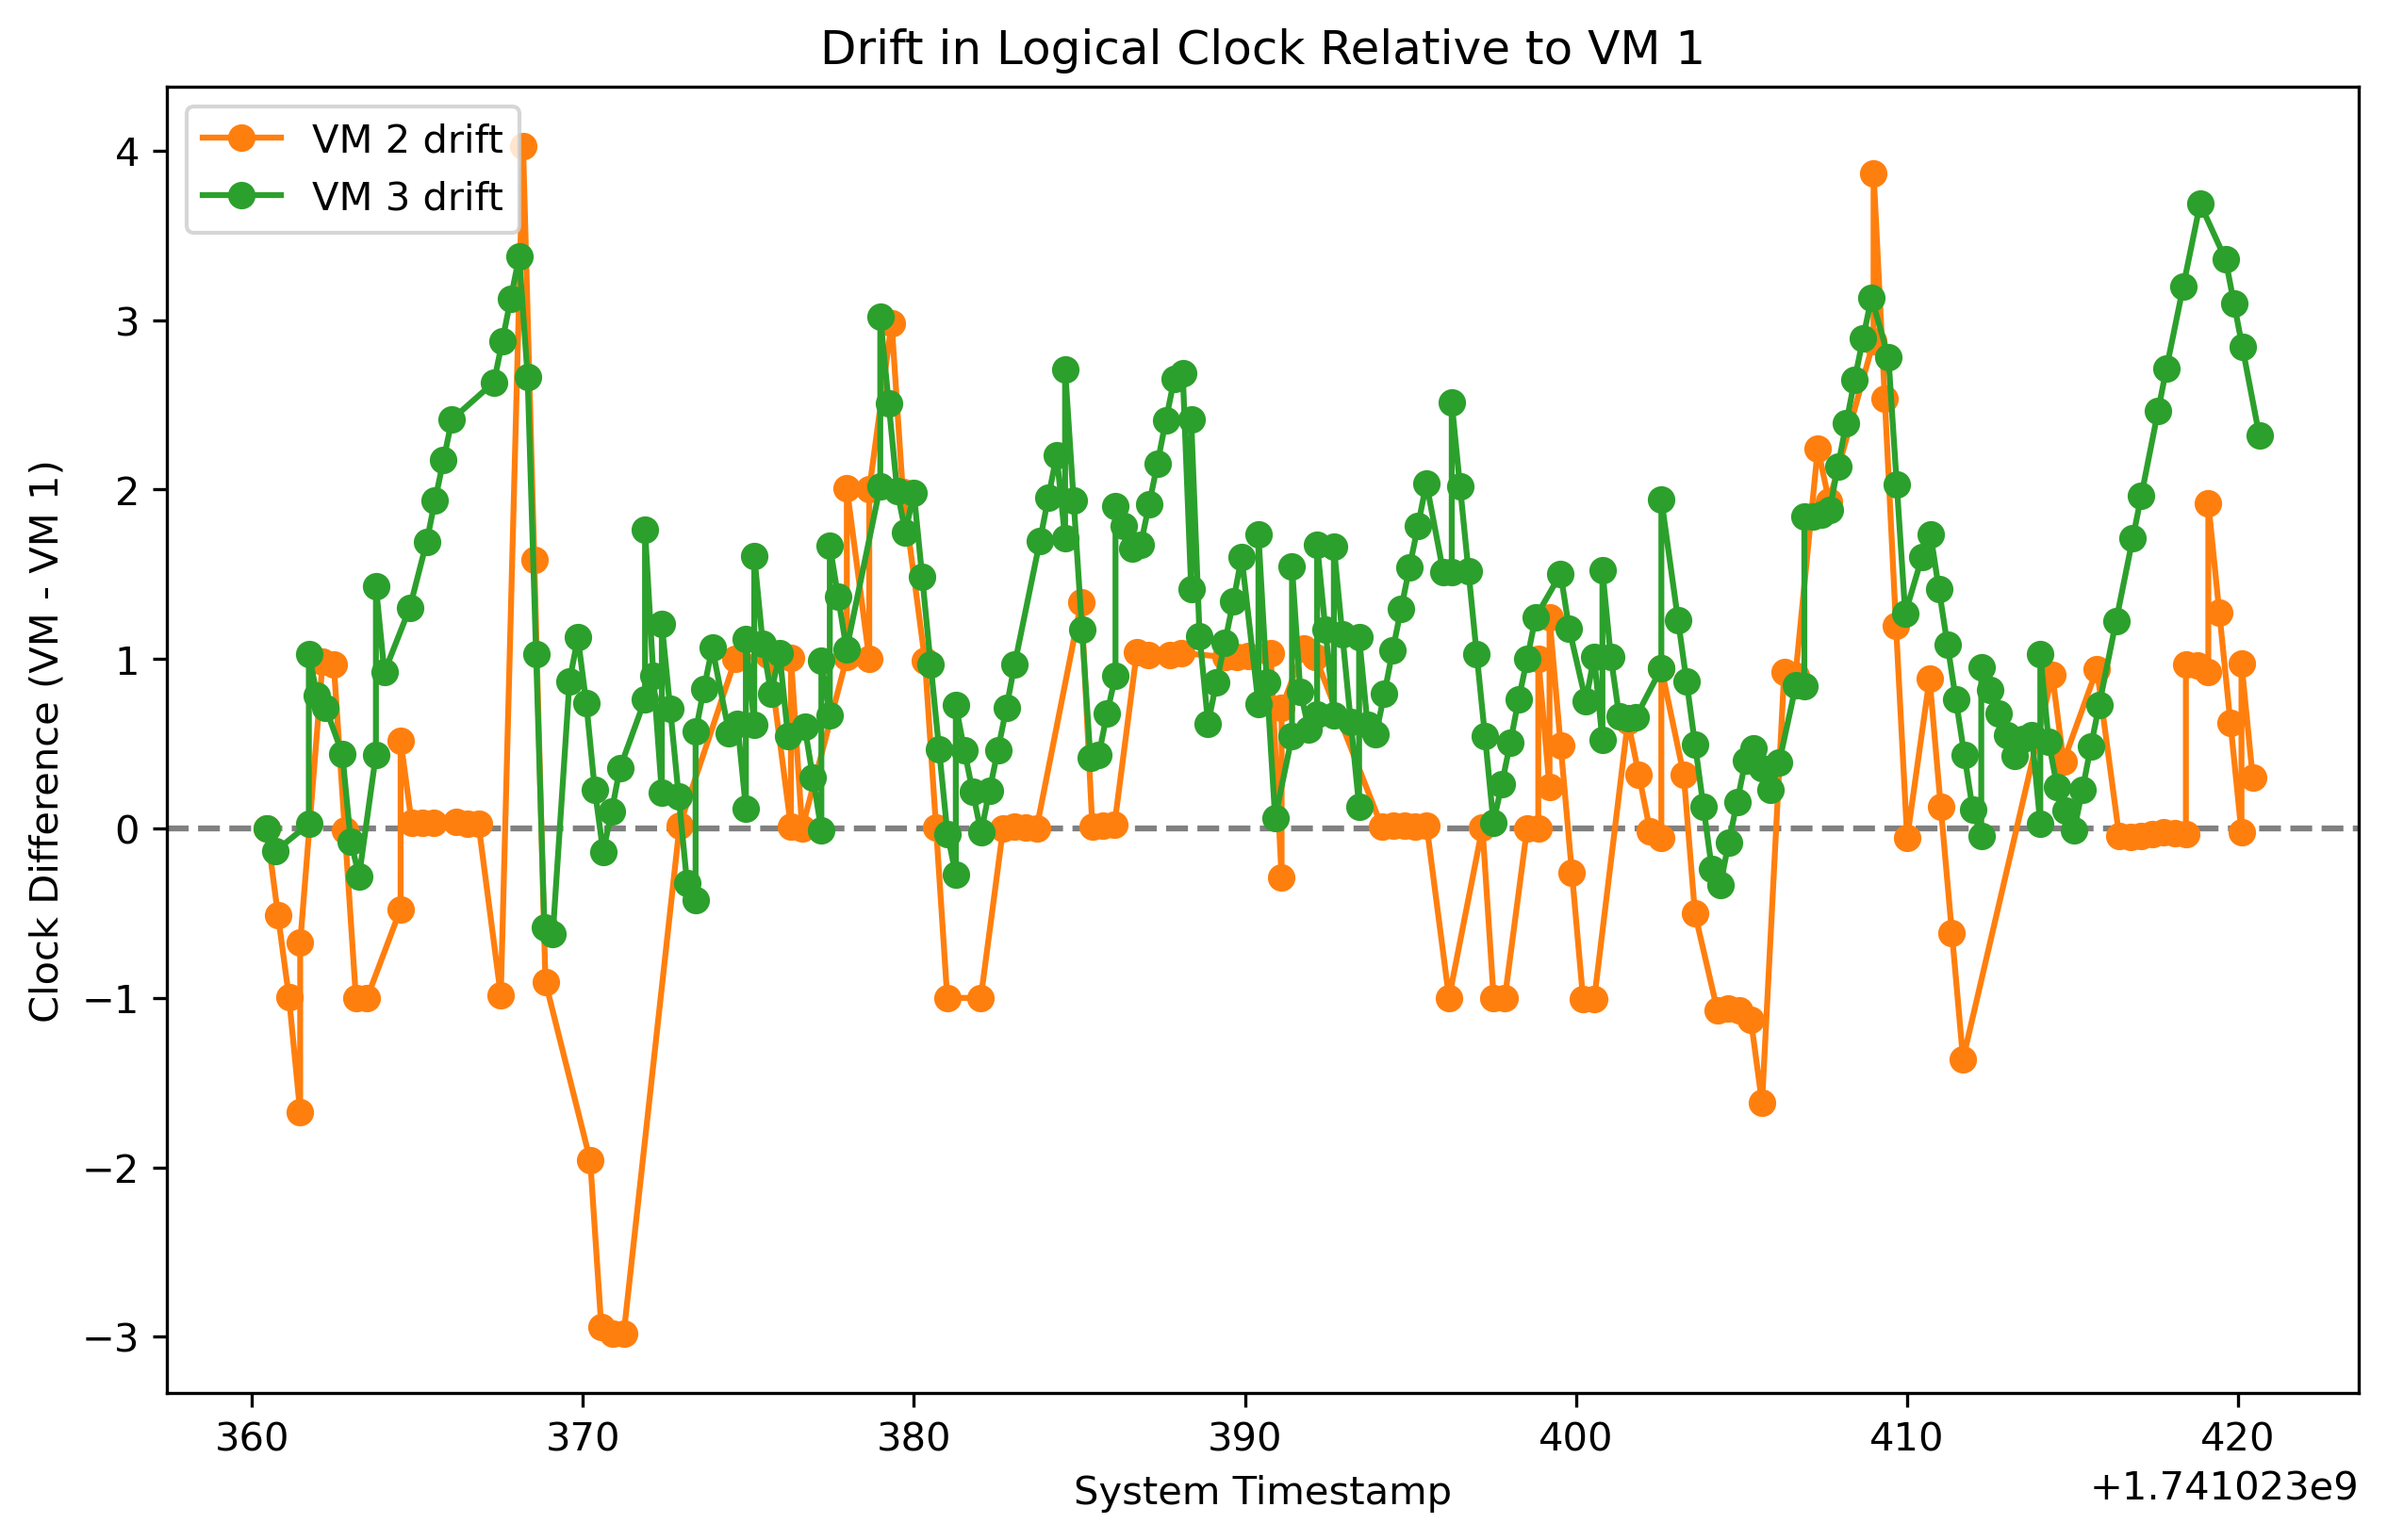 Drift in Logical Clock Relative to VM 1
VM 2 drift
VM 3 drift
Clock Difference (VM - VM 1)
4
3
2
1
0
−1
−2
−3
360
370
380
390
400
410
420
System Timestamp
+1.741023e9